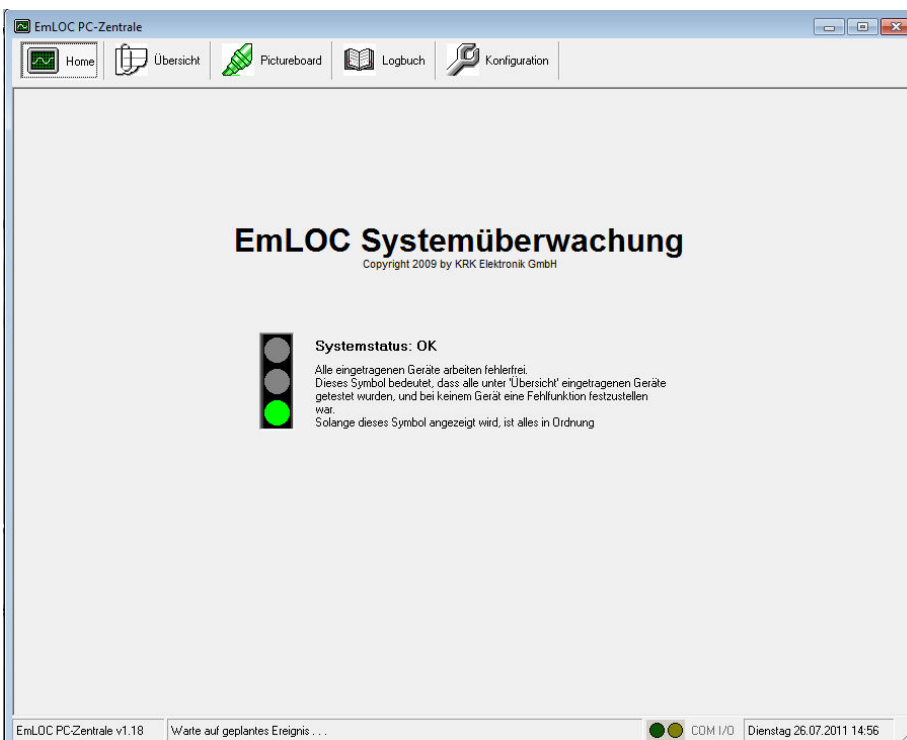 EmLOC PC-Zentrale
Home Übersicht Pictureboard Logbuch Konfiguration
EmLOC Systemüberwachung
Copyright 2009 by KRK Elektronik GmbH
Systemstatus: OK
Alle eingetragenen Geräte arbeiten fehlerfrei.
Dieses Symbol bedeutet, dass alle unter 'Übersicht' eingetragenen Geräte
getestet wurden, und bei keinem Gerät eine Fehlfunktion festzustellen
war.
Solange dieses Symbol angezeigt wird, ist alles in Ordnung
EmLOC PC-Zentrale v1.18 Warte auf geplantes Ereignis . . . COM I/O Dienstag 26.07.2011 14:56